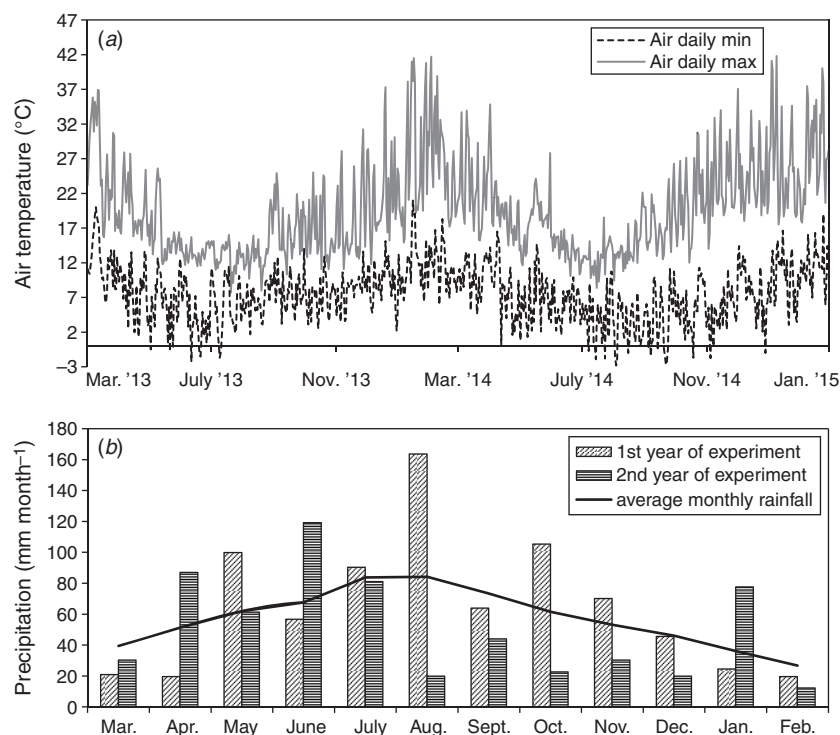 (a)
Air daily min
Air daily max
Air temperature (°C)
47
42
37
32
27
22
17
12
7
2
–3
Mar. ’13 July ’13 Nov. ’13 Mar. ’14 July ’14 Nov. ’14 Jan. ’15
(b)
1st year of experiment
2nd year of experiment
average monthly rainfall
Precipitation (mm month–1)
180
160
140
120
100
80
60
40
20
0
Mar. Apr. May June July Aug. Sept. Oct. Nov. Dec. Jan. Feb.